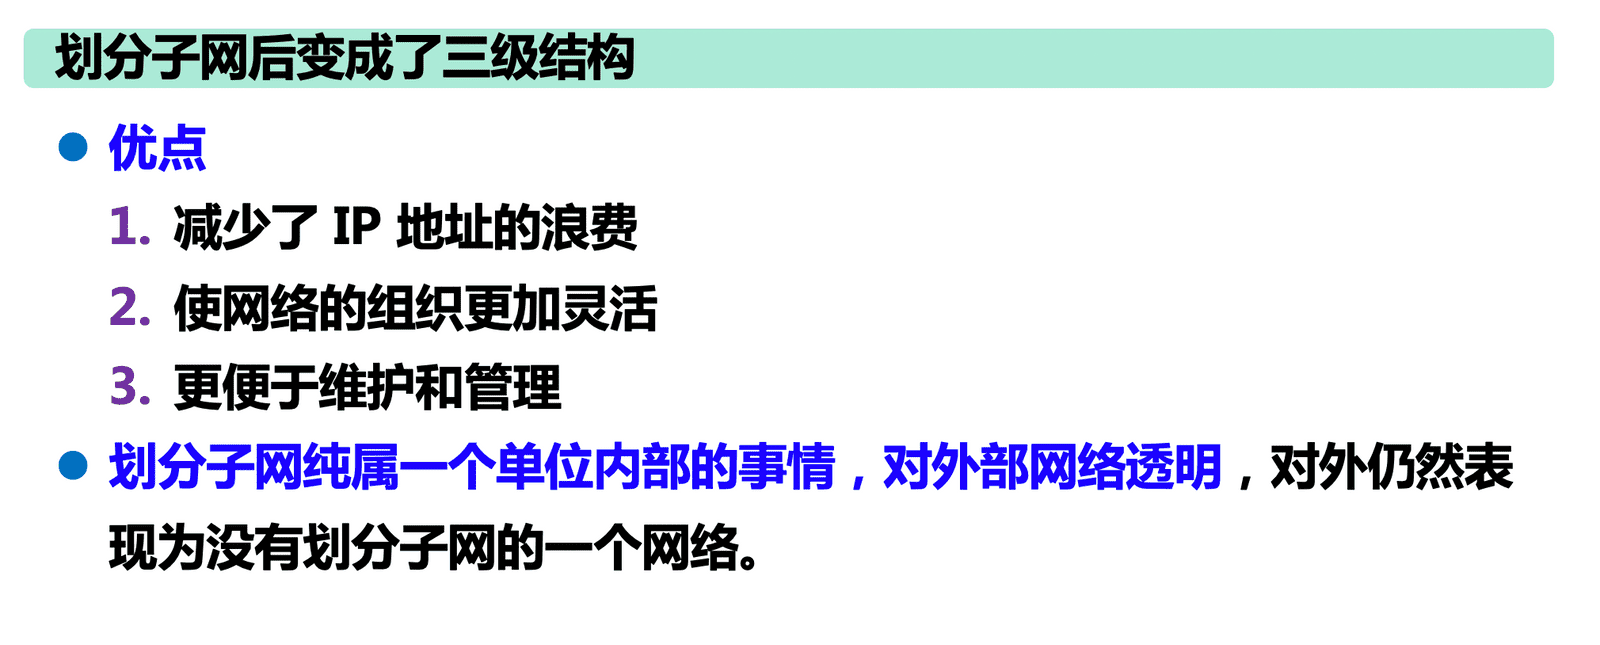 划分子网后变成了三级结构
优点
1. 减少了 IP 地址的浪费
2. 使网络的组织更加灵活
3. 更便于维护和管理
划分子网纯属一个单位内部的事情，对外部网络透明，对外仍然表
现为没有划分子网的一个网络。